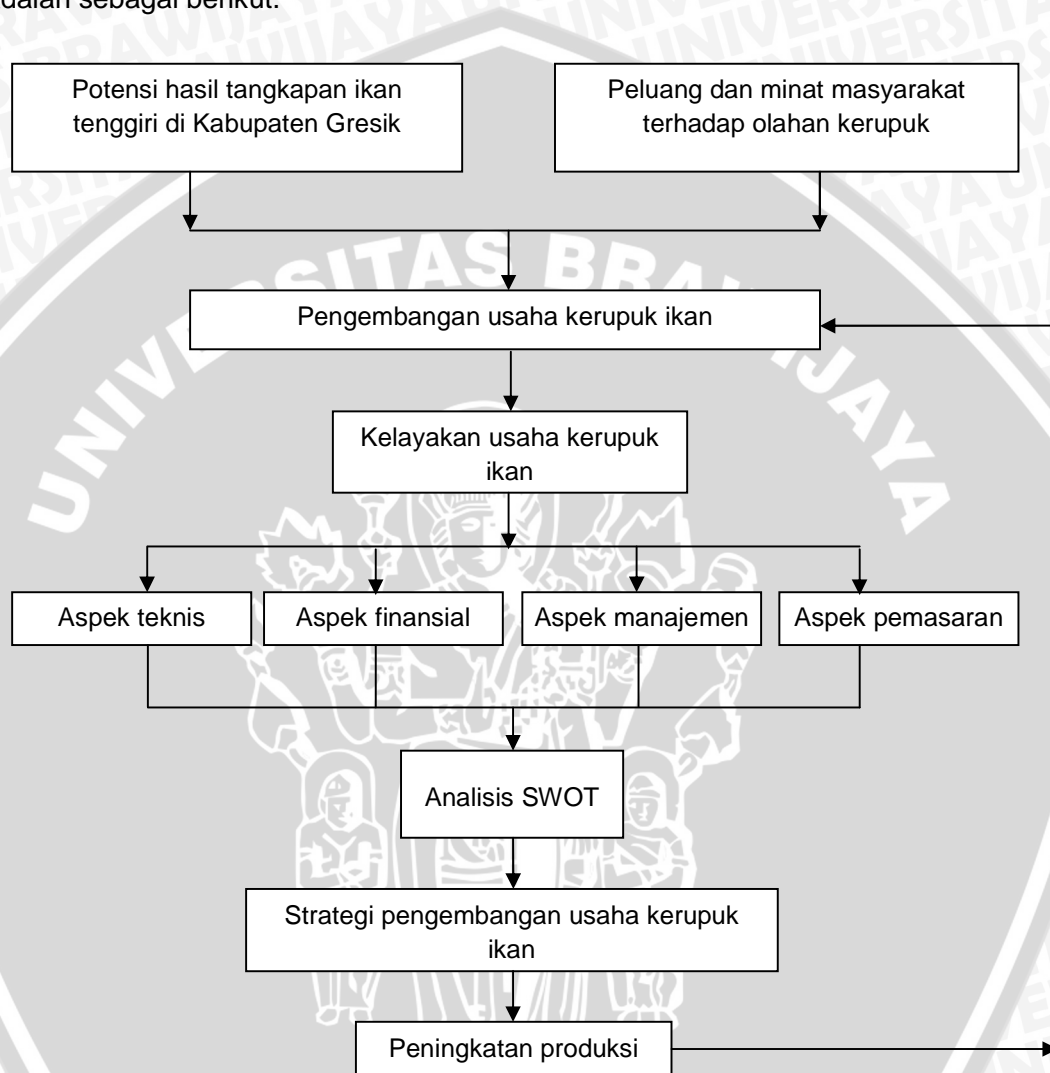 dalah sebagai berikut:
Potensi hasil tangkapan ikan
tenggiri di Kabupaten Gresik
Peluang dan minat masyarakat
terhadap olahan kerupuk
UNIVERSITAS BRAWIJAYA
Pengembangan usaha kerupuk ikan
Kelayakan usaha kerupuk
ikan
Aspek teknis
Aspek finansial
Aspek manajemen
Aspek pemasaran
Analisis SWOT
Strategi pengembangan usaha kerupuk
ikan
Peningkatan produksi